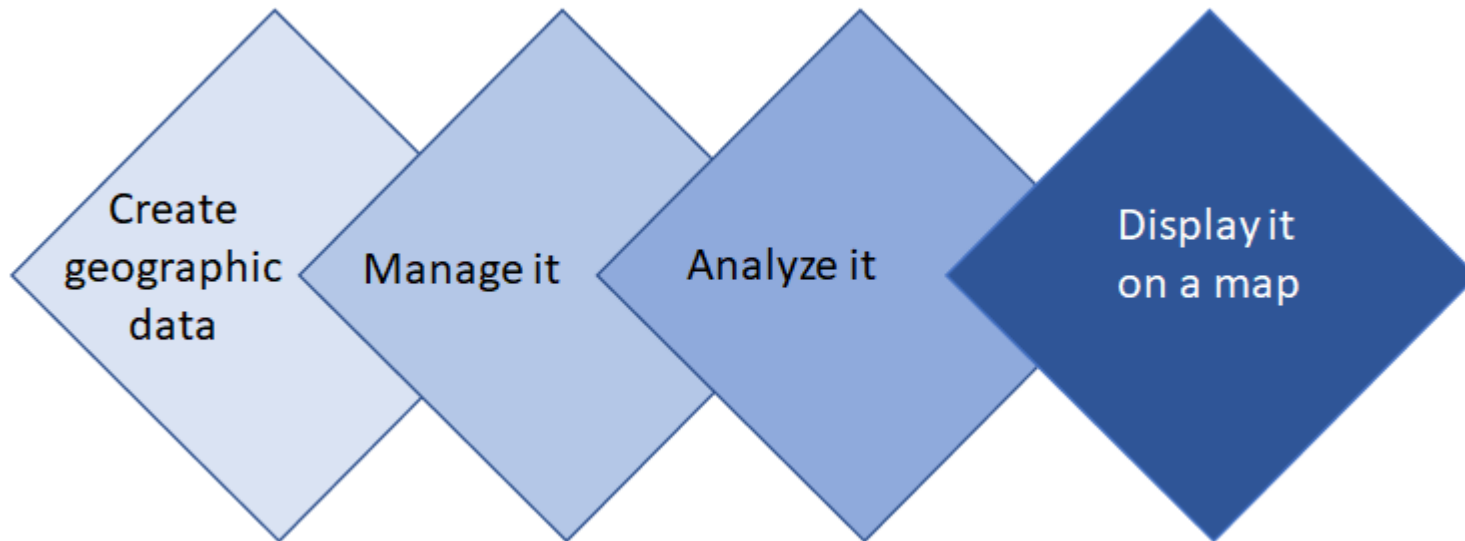 Create
geographic
data
Manage it
Analyze it
Display it
on a map